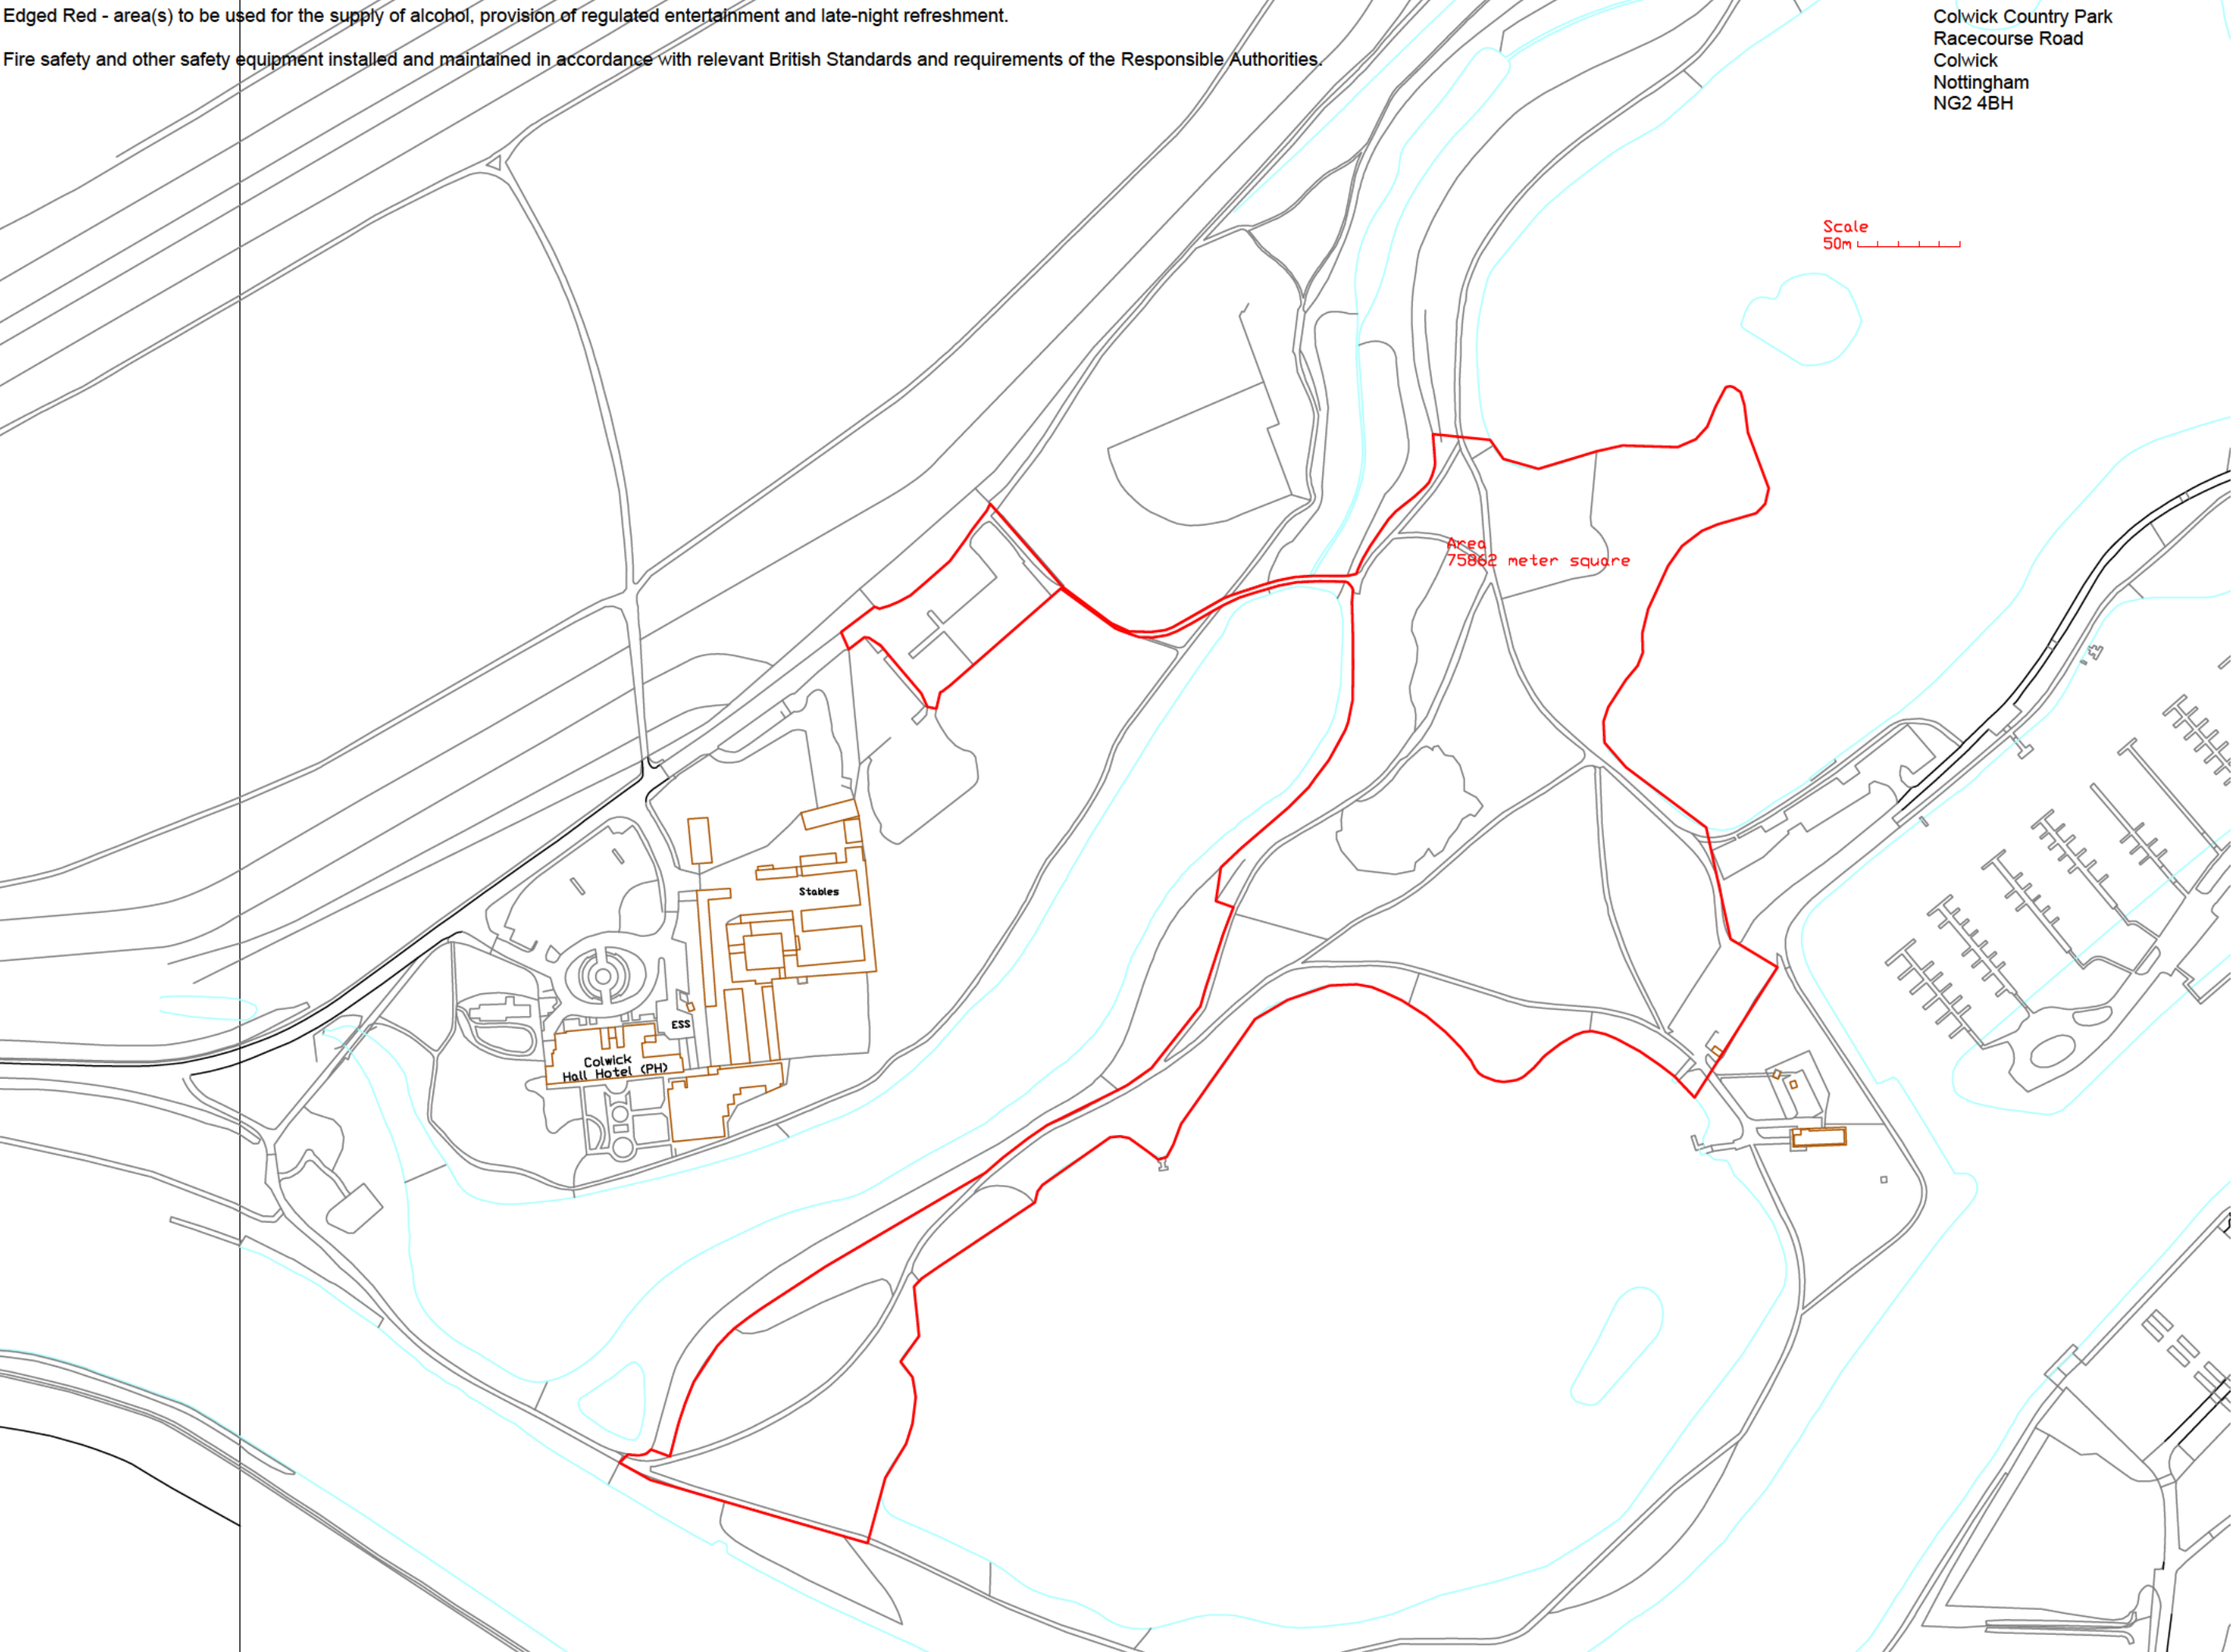 Edged Red - area(s) to be used for the supply of alcohol, provision of regulated entertainment and late-night refreshment.
Fire safety and other safety equipment installed and maintained in accordance with relevant British Standards and requirements of the Responsible Authorities.
Colwick Country Park
Racecourse Road
Colwick
Nottingham
NG2 4BH
Scale
50m
Area
75862 meter square
Stables
ESS
Colwick
Hall Hotel (PH)